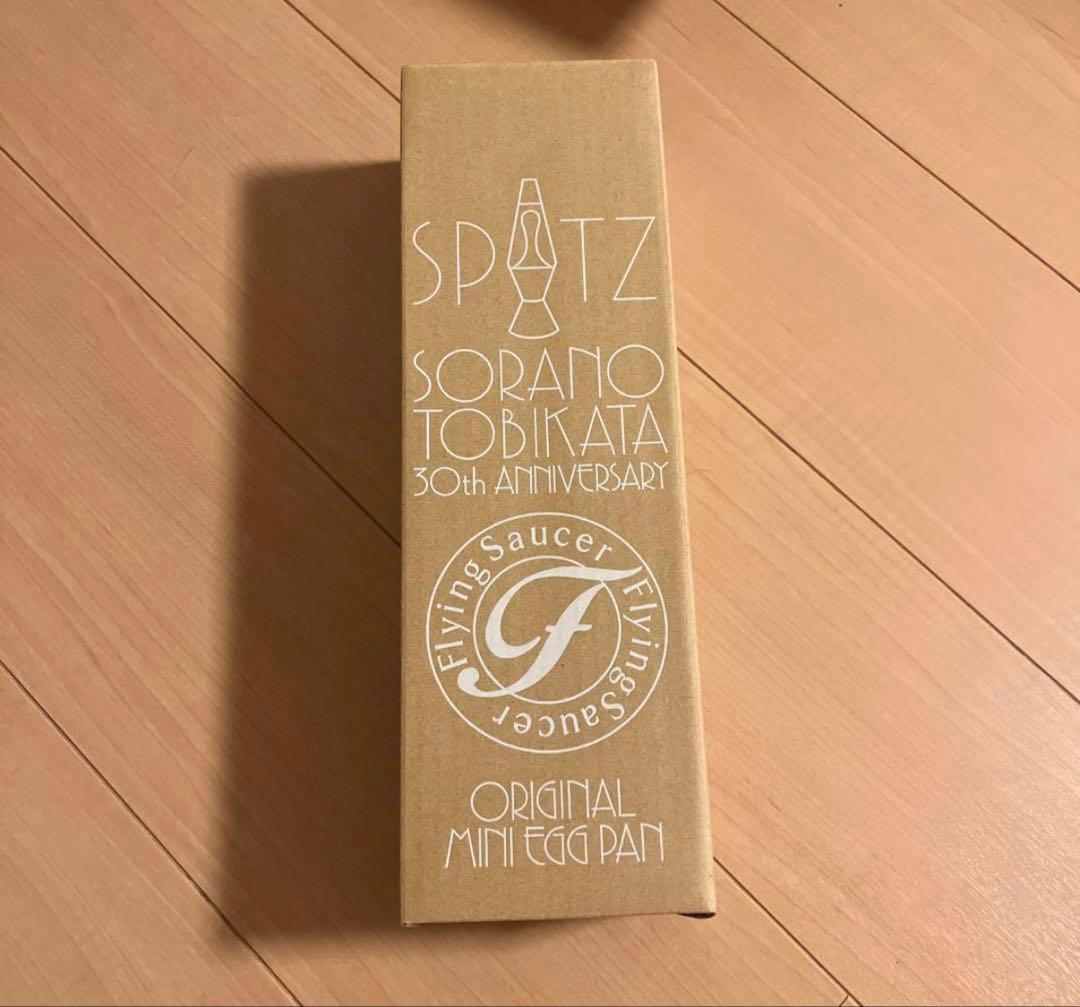 SPITZ
SORANO
TOBIKATA
30th ANNIVERSARY
Flying Saucer Flying Saucer
F
ORIGINAL
MINI EGG PAN